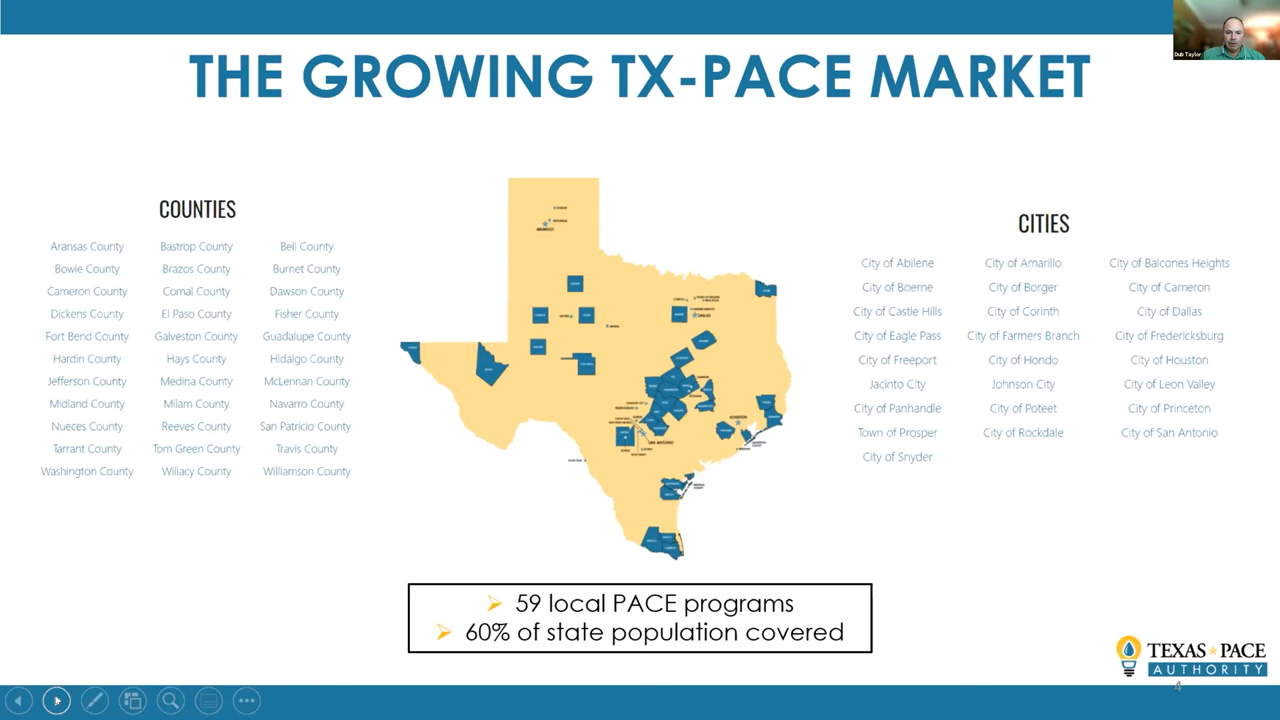 Dub Taylor
THE GROWING TX-PACE MARKET
COUNTIES
Aransas County Bastrop County Bell County
Bowie County Brazos County Burnet County
Cameron County Comal County Dawson County
Dickens County El Paso County Fisher County
Fort Bend County Galveston County Guadalupe County
Hardin County Hays County Hidalgo County
Jefferson County Medina County McLennan County
Midland County Milam County Navarro County
Nueces County Reeves County San Patricio County
Tarrant County Tom Green County Travis County
Washington County Willacy County Williamson County
AMARILLO
DALLAS
HOUSTON
SAN ANTONIO
CITIES
City of Abilene City of Amarillo City of Balcones Heights
City of Boerne City of Borger City of Cameron
City of Castle Hills City of Corinth City of Dallas
City of Eagle Pass City of Farmers Branch City of Fredericksburg
City of Freeport City of Hondo City of Houston
Jacinto City Johnson City City of Leon Valley
City of Panhandle City of Poteet City of Princeton
Town of Prosper City of Rockdale City of San Antonio
City of Snyder
59 local PACE programs
60% of state population covered
TEXAS PACE
AUTHORITY
4